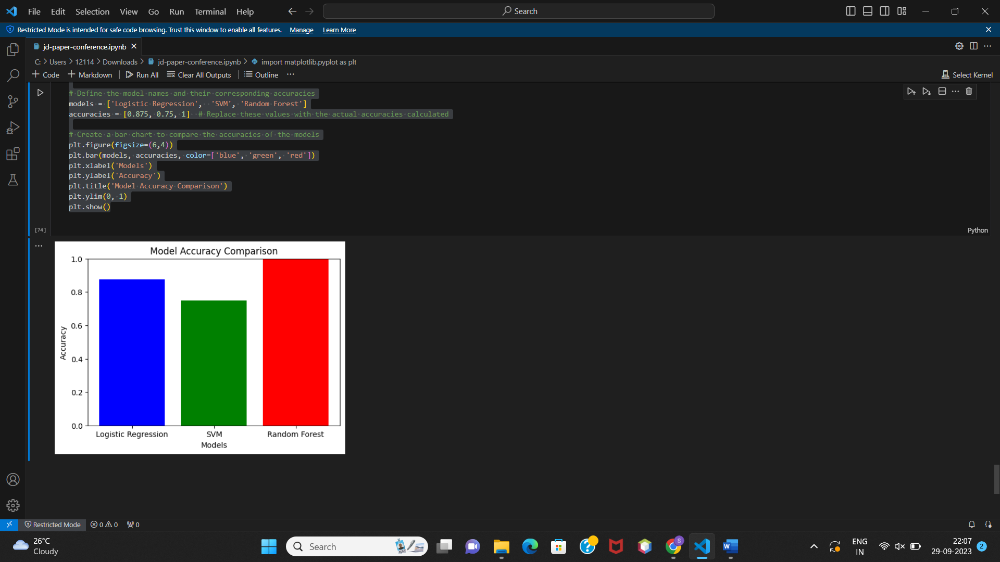 File Edit Selection View Go Run Terminal Help
Search
Restricted Mode is intended for safe code browsing. Trust this window to enable all features. Manage Learn More
jd-paper-conference.ipynb
C: > Users > 12114 > Downloads > jd-paper-conference.ipynb > import matplotlib.pyplot as plt
+ Code + Markdown Run All Clear All Outputs Outline ...
Select Kernel
# Define the model names and their corresponding accuracies
models = ['Logistic Regression',  'SVM', 'Random Forest']
accuracies = [0.875, 0.75, 1]  # Replace these values with the actual accuracies calculated
# Create a bar chart to compare the accuracies of the models
plt.figure(figsize=(6,4))
plt.bar(models, accuracies, color=['blue', 'green', 'red'])
plt.xlabel('Models')
plt.ylabel('Accuracy')
plt.title('Model Accuracy Comparison')
plt.ylim(0, 1)
plt.show()
[74]
Python
Model Accuracy Comparison
1.0
0.8
0.6
0.4
0.2
0.0
Accuracy
Logistic Regression SVM Random Forest
Models
Restricted Mode 0 0 0
26°C
Cloudy
Search
S
W
ENG
IN
22:07
29-09-2023
2